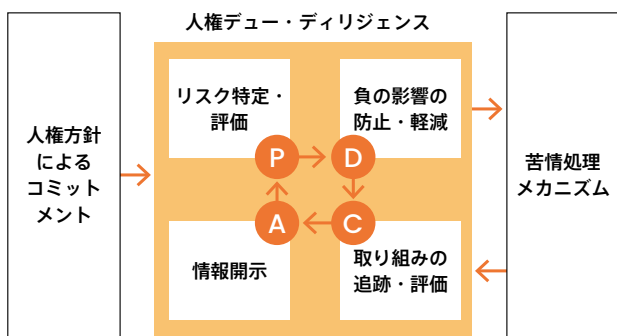 人権デュー・ディリジェンス
人権方針
による
コミット
メント
リスク特定・
評価
負の影響の
防止・軽減
P
D
A
C
情報開示
取り組みの
追跡・評価
苦情処理
メカニズム